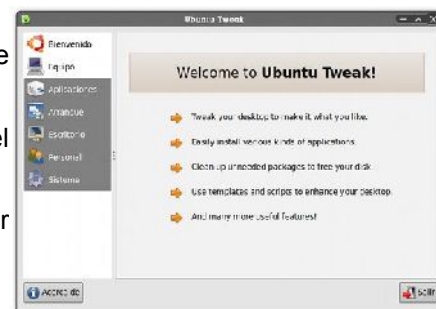 Ubuntu Tweak
e
el
r
Bienvenido
Equipo
Aplicaciones
Arranque
Escritorio
Personal
Sistema
Welcome to Ubuntu Tweak!
Tweak your desktop to make it what you like.
Easily install various kinds of applications.
Clean up unneeded packages to free your disk.
Use templates and scripts to enhance your desktop.
And many more useful features!
Acerca de
Salir